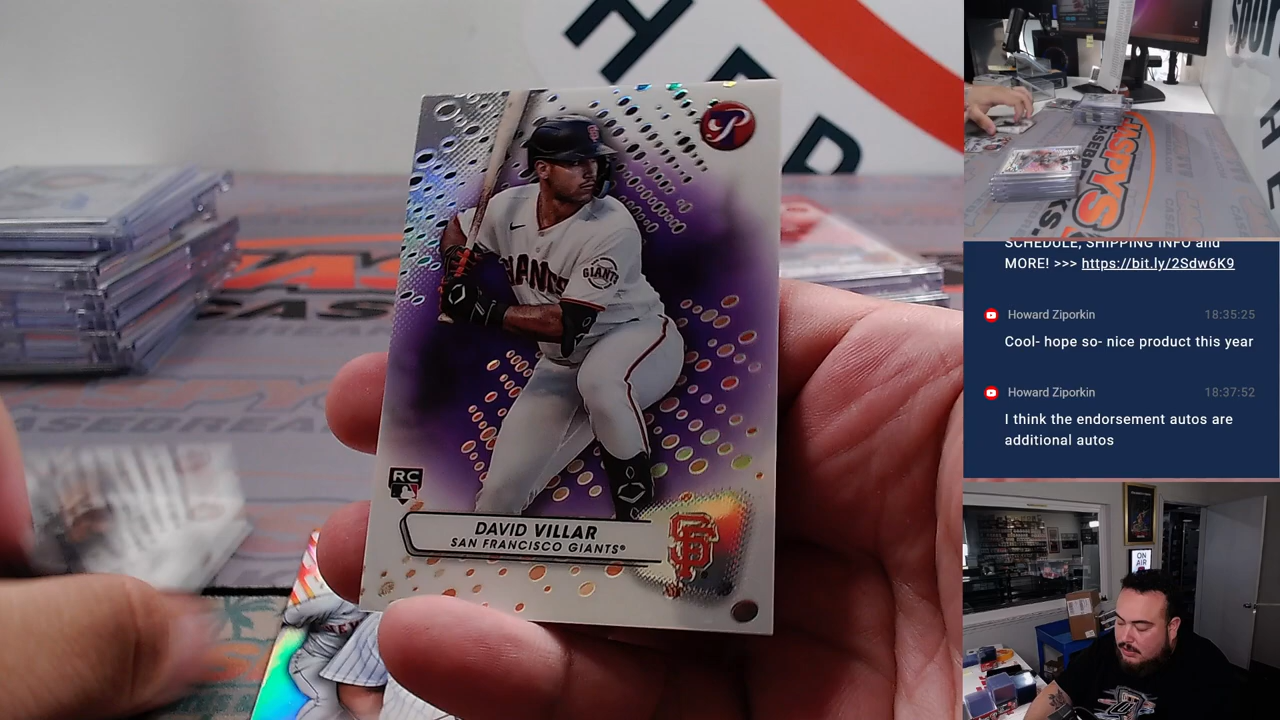 P
GIANTS
RC
DAVID VILLAR
SAN FRANCISCO GIANTS®
SF
SCHEDULE, SHIPPING INFO and
MORE! >>> https://bit.ly/2Sdw6K9
Howard Ziporkin 18:35:25
Cool- hope so- nice product this year
Howard Ziporkin 18:37:52
I think the endorsement autos are
additional autos
ON
AIR